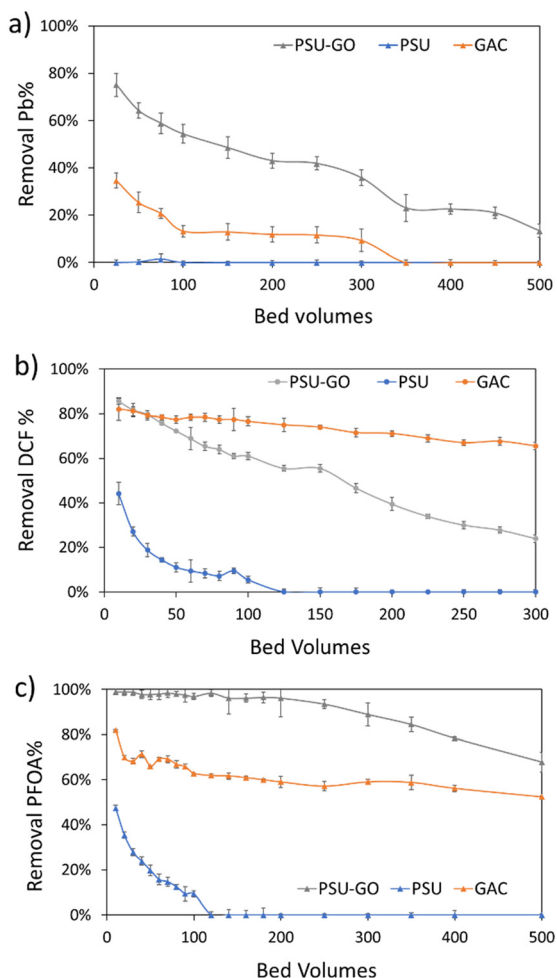 a)
100%
PSU-GO PSU GAC
80%
60%
40%
20%
0%
Removal Pb%
0 100 200 300 400 500
Bed volumes
b)
100%
PSU-GO PSU GAC
80%
60%
40%
20%
0%
Removal DCF %
0 50 100 150 200 250 300
Bed Volumes
c)
100%
80%
60%
40%
20%
0%
Removal PFOA%
PSU-GO PSU GAC
0 100 200 300 400 500
Bed Volumes